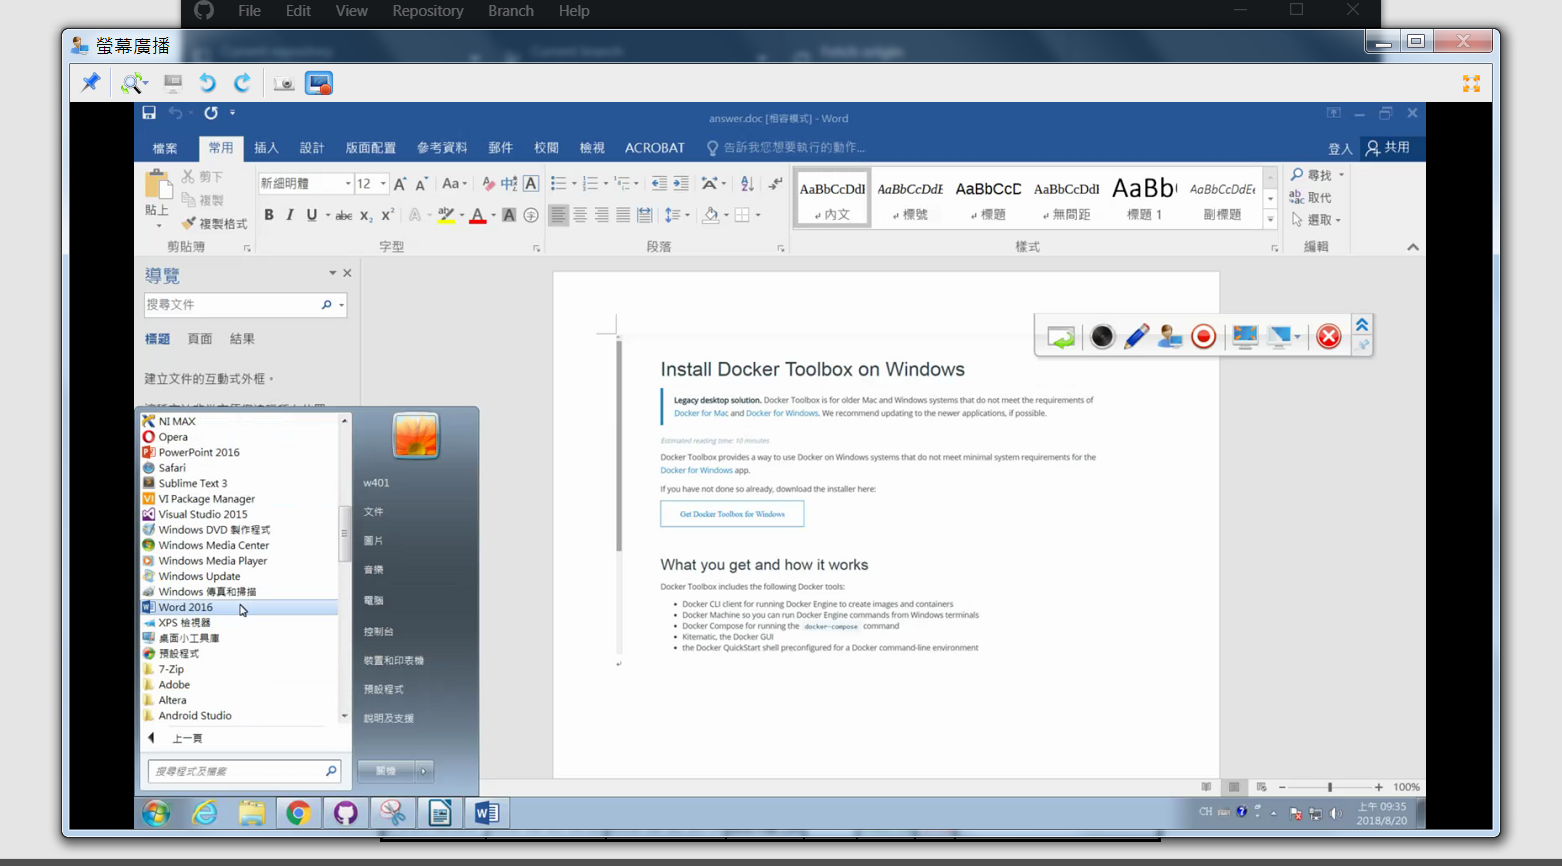 File Edit View Repository Branch Help
螢幕廣播
answer.doc [相容模式] - Word
檔案 常用 插入 設計 版面配置 參考資料 郵件 校閱 檢視 ACROBAT 告訴我您想要執行的動作... 登入 共用
貼上
剪下
複製
複製格式
剪貼簿
新細明體 12
字型
段落
AaBbCcDdI AaBbCcDdE AaBbCcD AaBbCcDdI AaBb AaBbCcDdEe
內文 標號 標題 無間距 標題 1 副標題
樣式
尋找
取代
選取
編輯
導覽
搜尋文件
標題 頁面 結果
建立文件的互動式外框。
Install Docker Toolbox on Windows
Legacy desktop solution. Docker Toolbox is for older Mac and Windows systems that do not meet the requirements of
Docker for Mac and Docker for Windows. We recommend updating to the newer applications, if possible.
Estimated reading time: 10 minutes
Docker Toolbox provides a way to use Docker on Windows systems that do not meet minimal system requirements for the
Docker for Windows app.
If you have not done so already, download the installer here:
Get Docker Toolbox for Windows
What you get and how it works
Docker Toolbox includes the following Docker tools:
• Docker CLI client for running Docker Engine to create images and containers
• Docker Machine so you can run Docker Engine commands from Windows terminals
• Docker Compose for running the docker-compose command
• Kitematic, the Docker GUI
• the Docker QuickStart shell preconfigured for a Docker command-line environment
NI MAX
Opera
PowerPoint 2016
Safari
Sublime Text 3
VI Package Manager
Visual Studio 2015
Windows DVD 製作程式
Windows Media Center
Windows Media Player
Windows Update
Windows 傳真和掃描
Word 2016
XPS 檢視器
桌面小工具庫
預設程式
7-Zip
Adobe
Altera
Android Studio
上一頁
搜尋程式及檔案
w401
文件
圖片
音樂
電腦
控制台
裝置和印表機
預設程式
說明及支援
關機
100%
CH
上午 09:35
2018/8/20